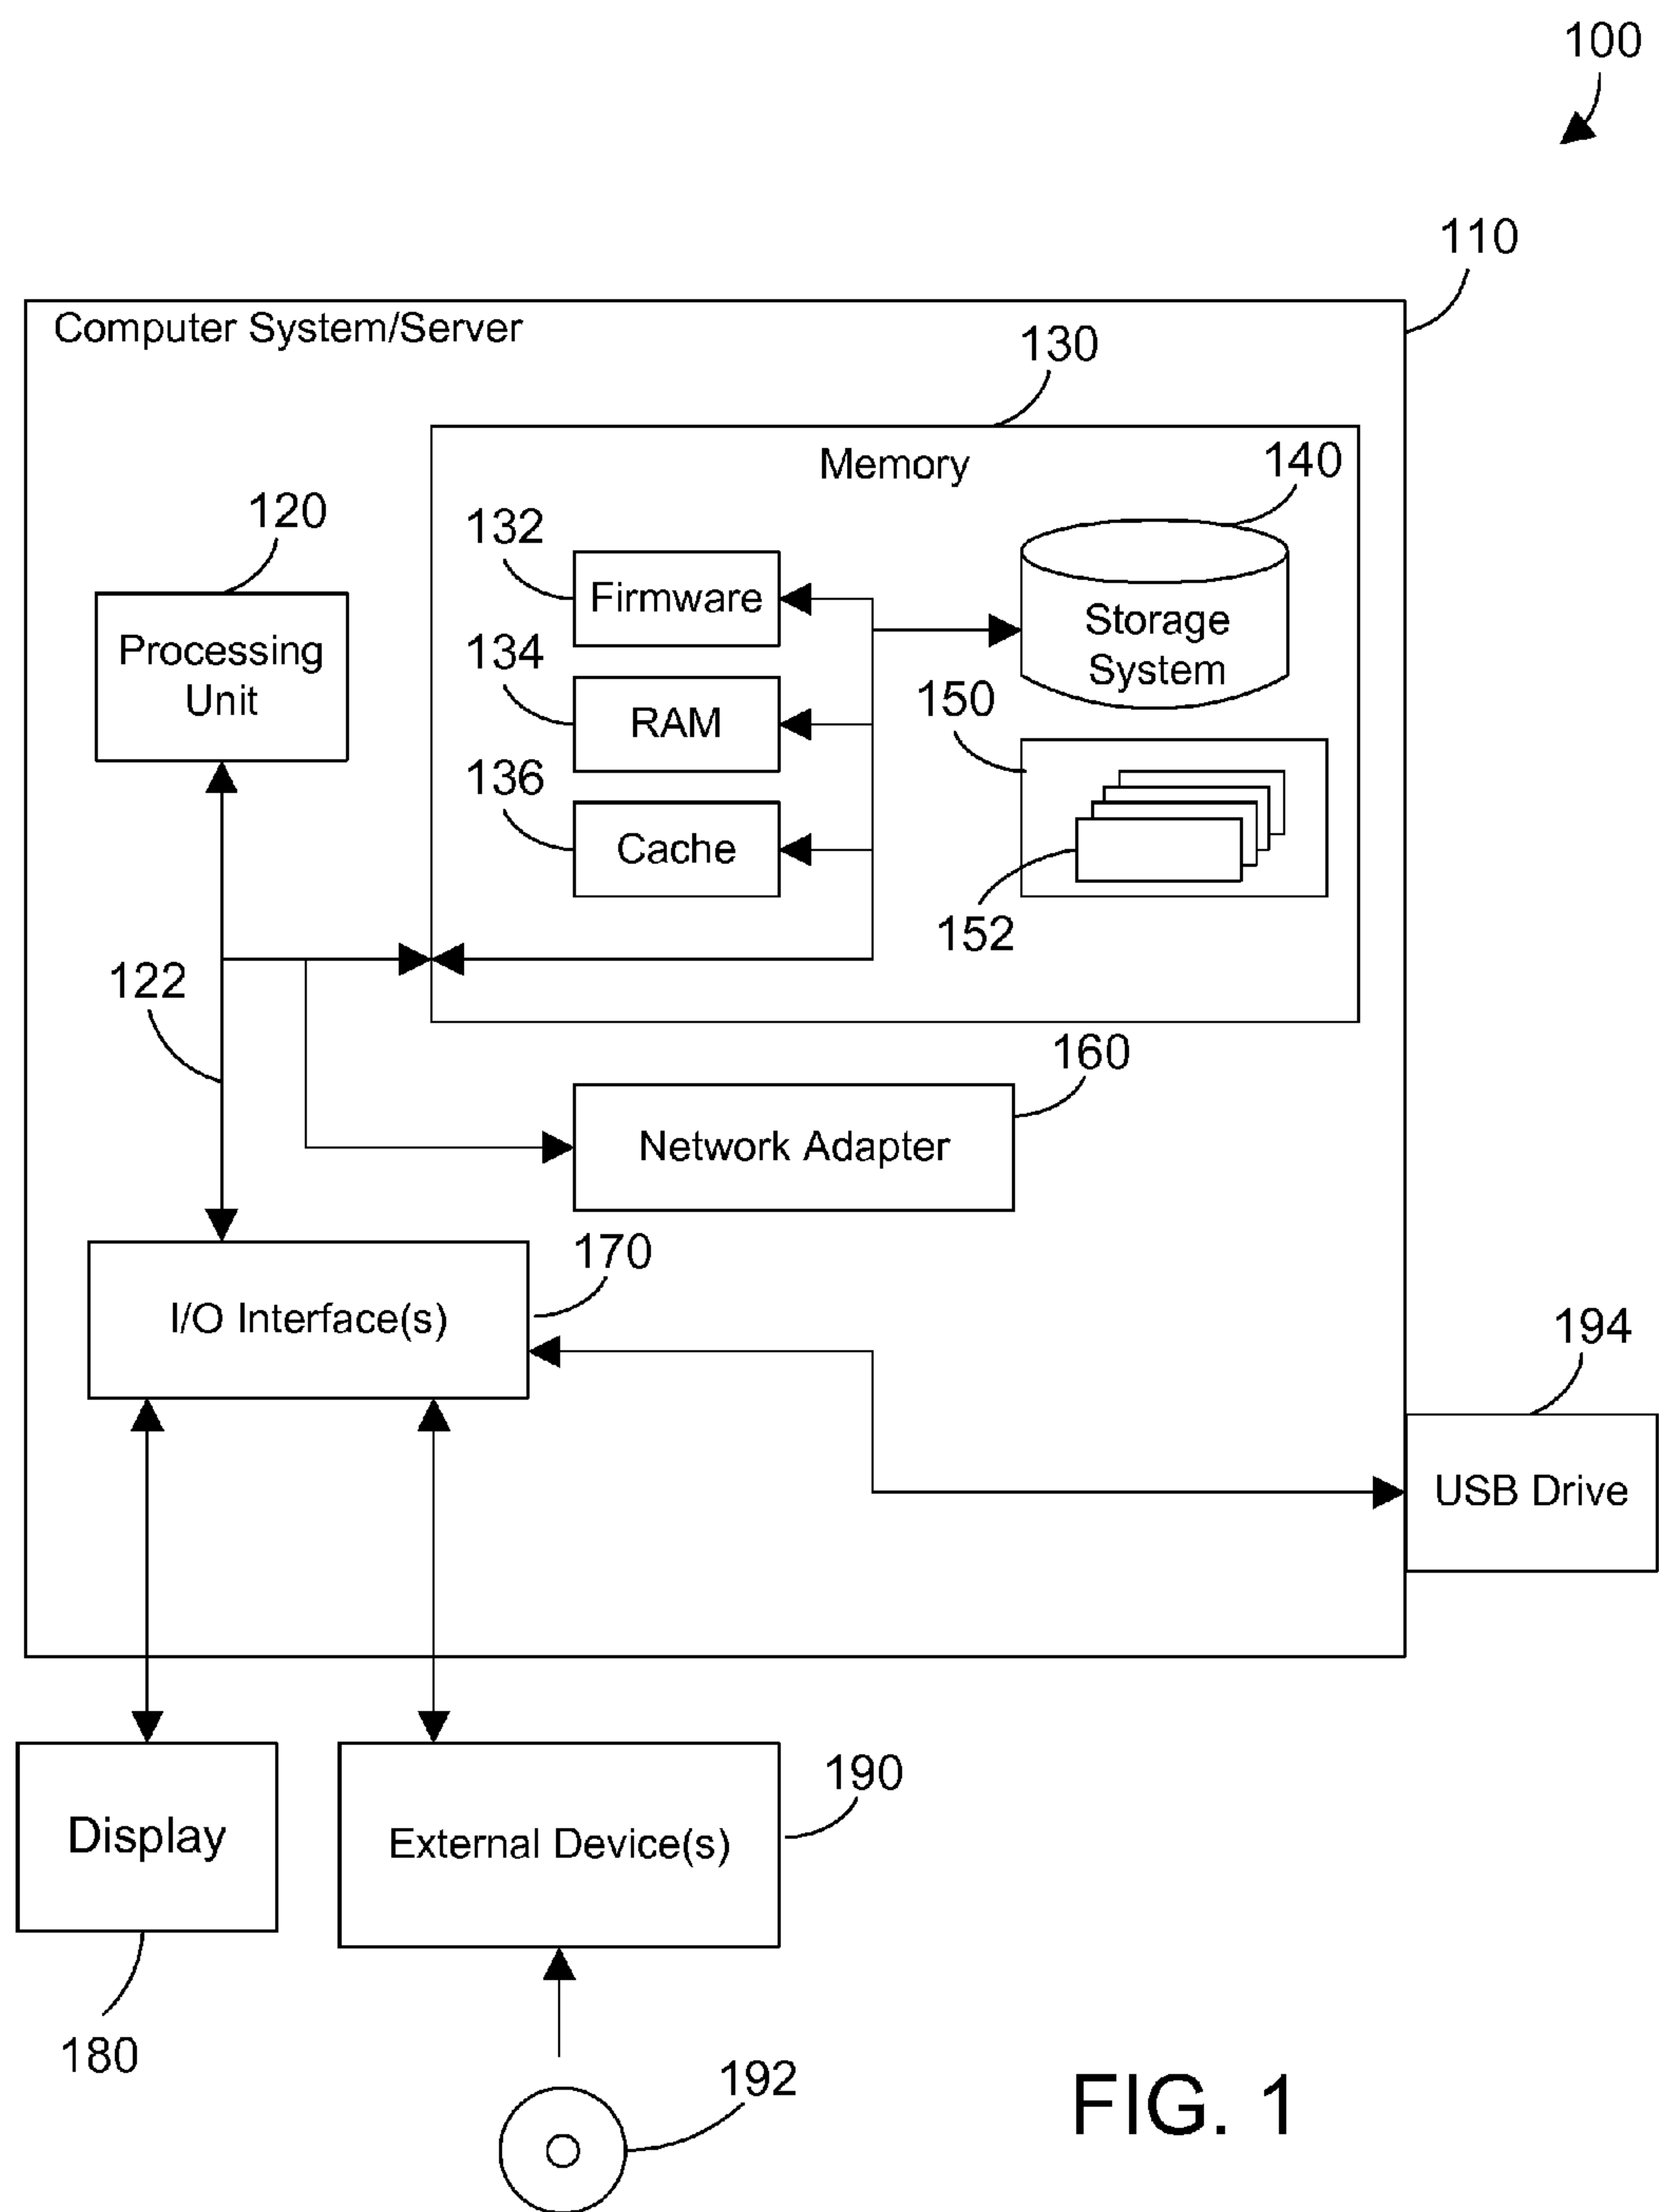 100
110
Computer System/Server
130
Memory
140
120
132
Firmware
Storage
System
Processing
Unit
134
RAM
150
136
Cache
152
122
160
Network Adapter
170
I/O Interface(s)
194
USB Drive
190
Display
External Device(s)
180
192
FIG. 1